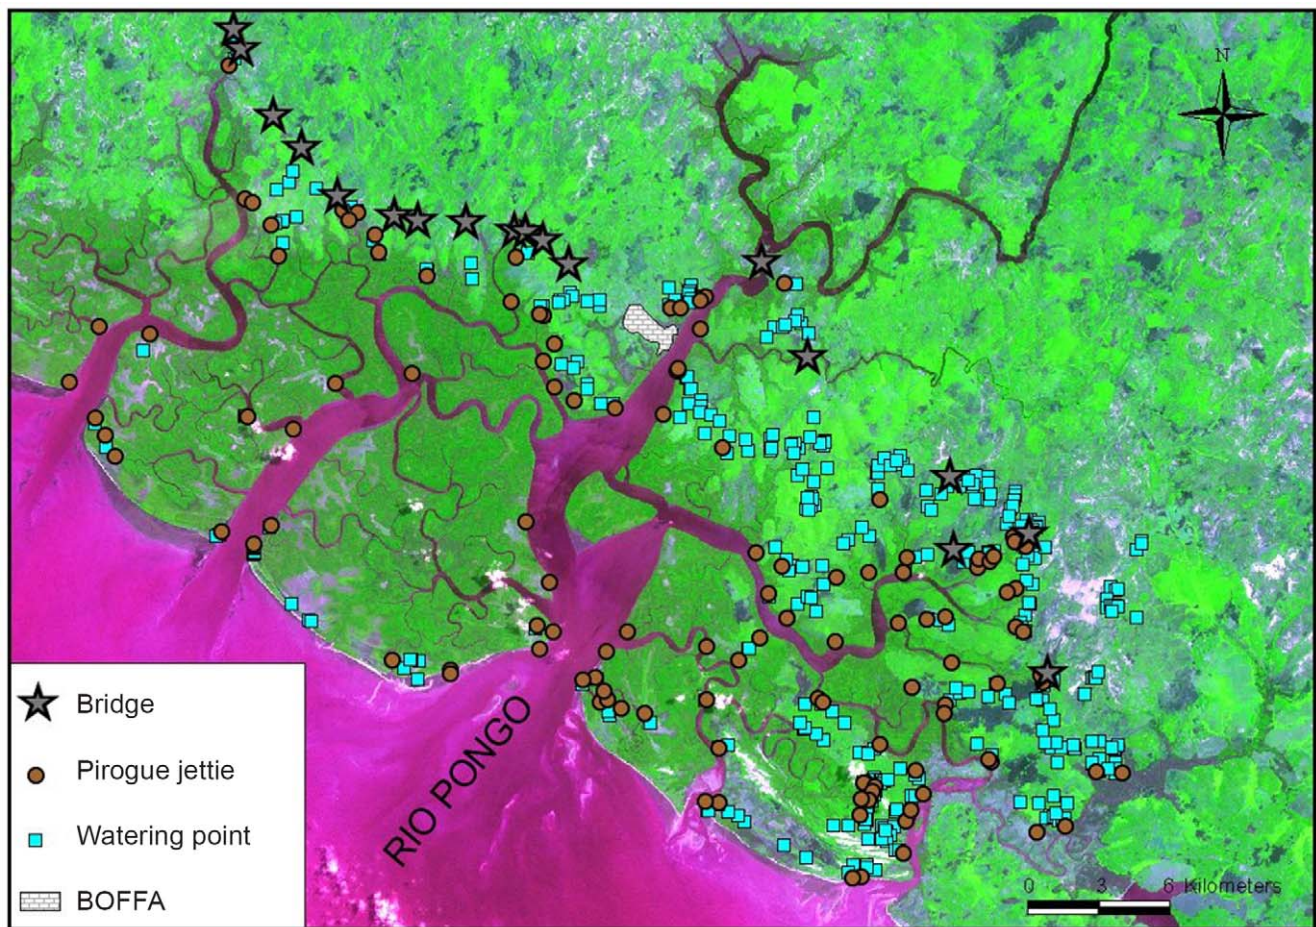 N
RIO PONGO
Bridge
Pirogue jettie
Watering point
BOFFA
0 3 6 Kilometers